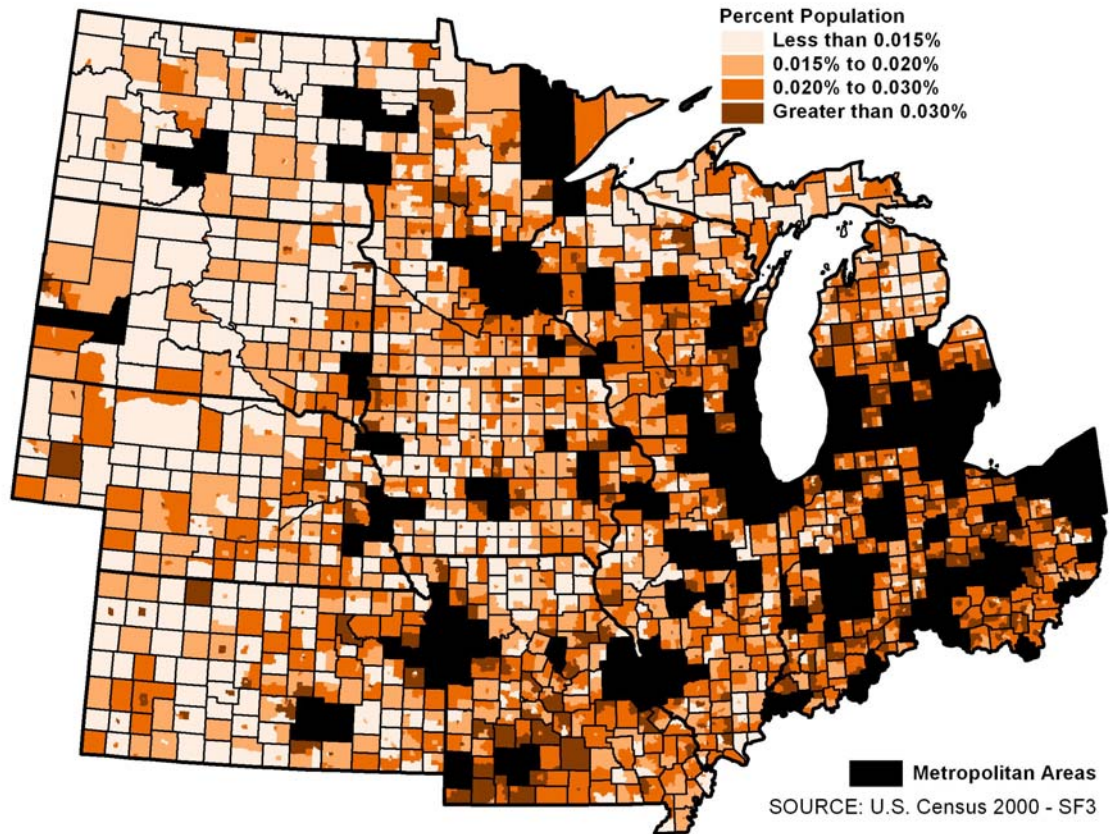 Percent Population
Less than 0.015%
0.015% to 0.020%
0.020% to 0.030%
Greater than 0.030%
Metropolitan Areas
SOURCE: U.S. Census 2000 - SF3